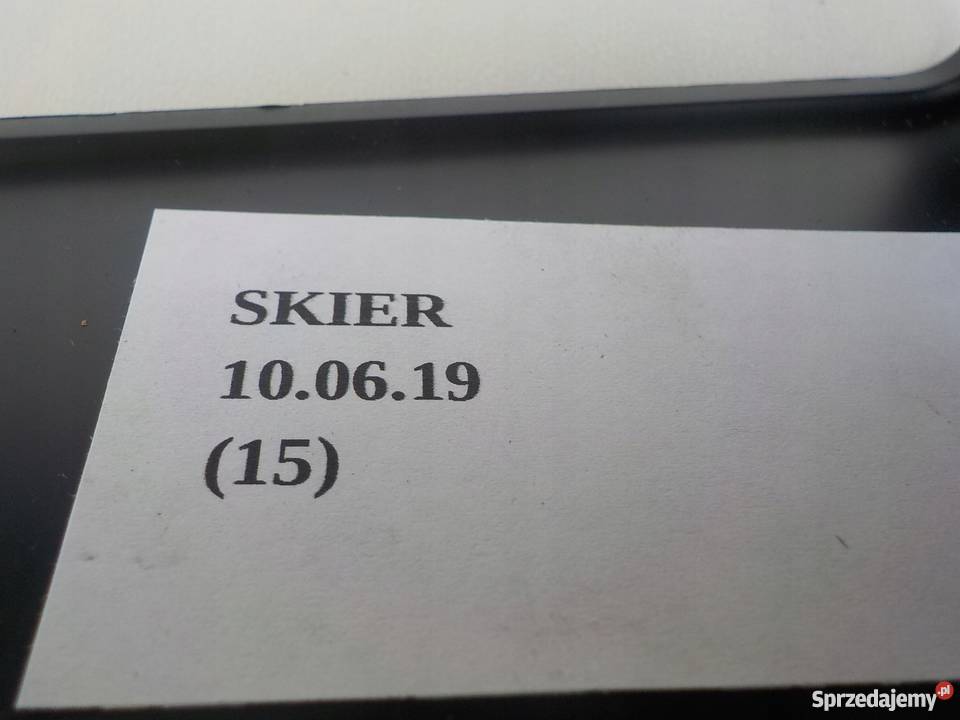 SKIER
10.06.19
(15)
Sprzedajemy.pl